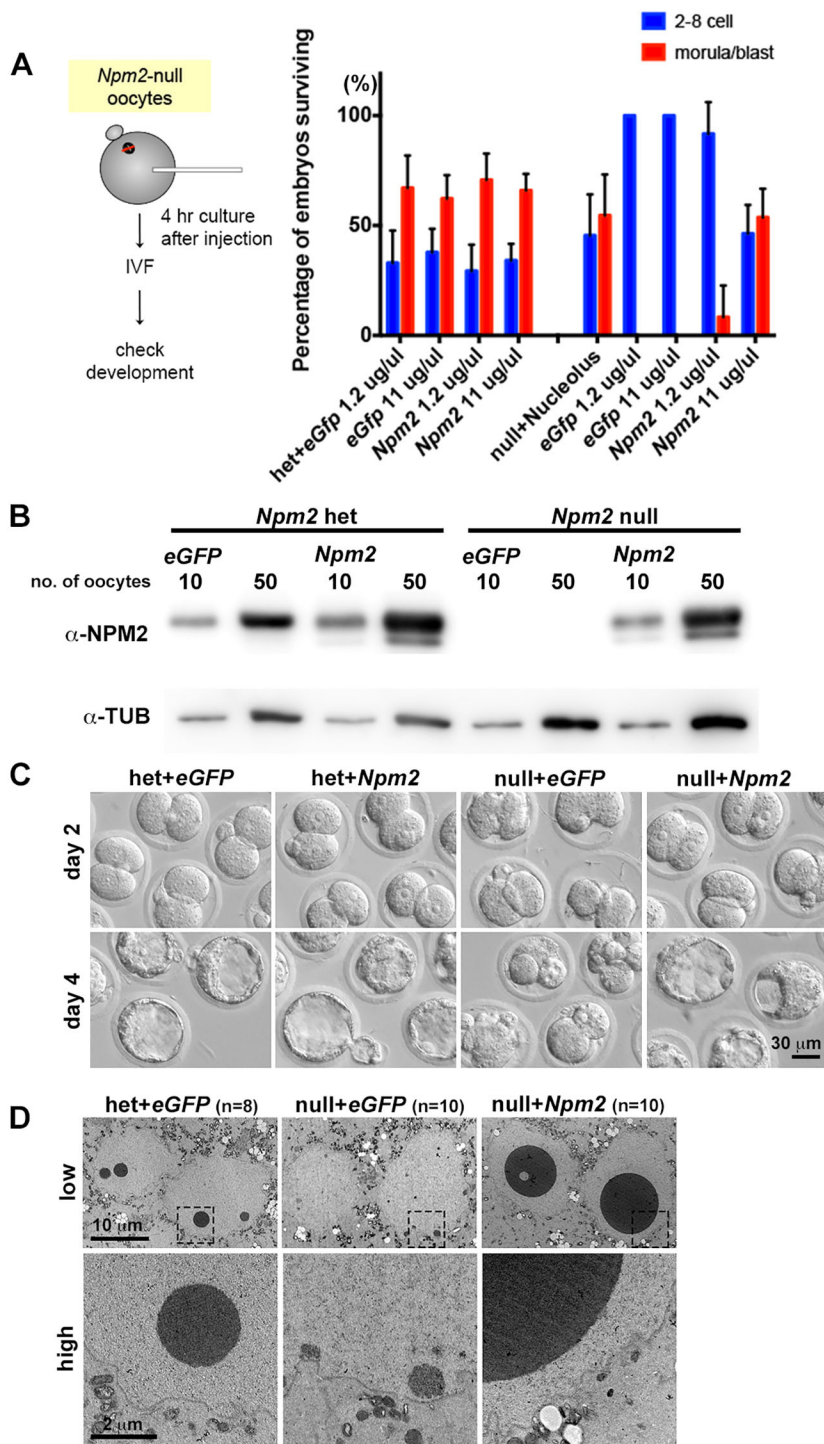 A
Npm2-null
oocytes
4 hr culture
after injection
IVF
check
development
2-8 cell
morula/blast
(%)
Percentage of embryos surviving
100
50
0
het+eGfp 1.2 ug/ul
eGfp 11 ug/ul
Npm2 1.2 ug/ul
Npm2 11 ug/ul
null+Nucleolus
eGfp 1.2 ug/ul
eGfp 11 ug/ul
Npm2 1.2 ug/ul
Npm2 11 ug/ul
B
Npm2 het Npm2 null
eGFP Npm2 eGFP Npm2
no. of oocytes 10 50 10 50 10 50 10 50
α-NPM2
α-TUB
C
het+eGFP het+Npm2 null+eGFP null+Npm2
day 2
day 4
30 μm
D
het+eGFP (n=8) null+eGFP (n=10) null+Npm2 (n=10)
low
10 μm
high
2 μm